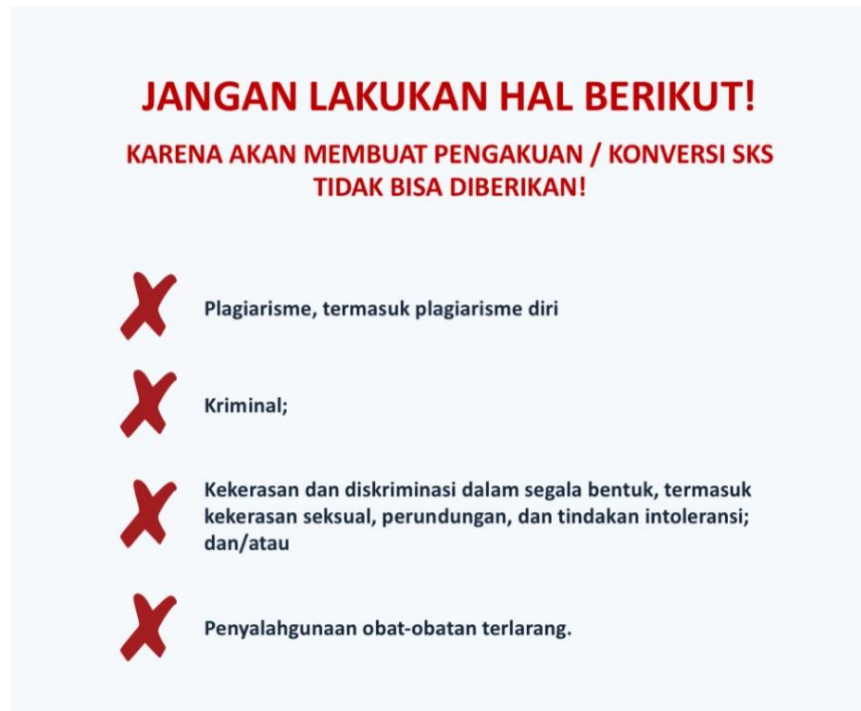 JANGAN LAKUKAN HAL BERIKUT!
KARENA AKAN MEMBUAT PENGAKUAN / KONVERSI SKS
TIDAK BISA DIBERIKAN!
Plagiarisme, termasuk plagiarisme diri
Kriminal;
Kekerasan dan diskriminasi dalam segala bentuk, termasuk
kekerasan seksual, perundungan, dan tindakan intoleransi;
dan/atau
Penyalahgunaan obat-obatan terlarang.